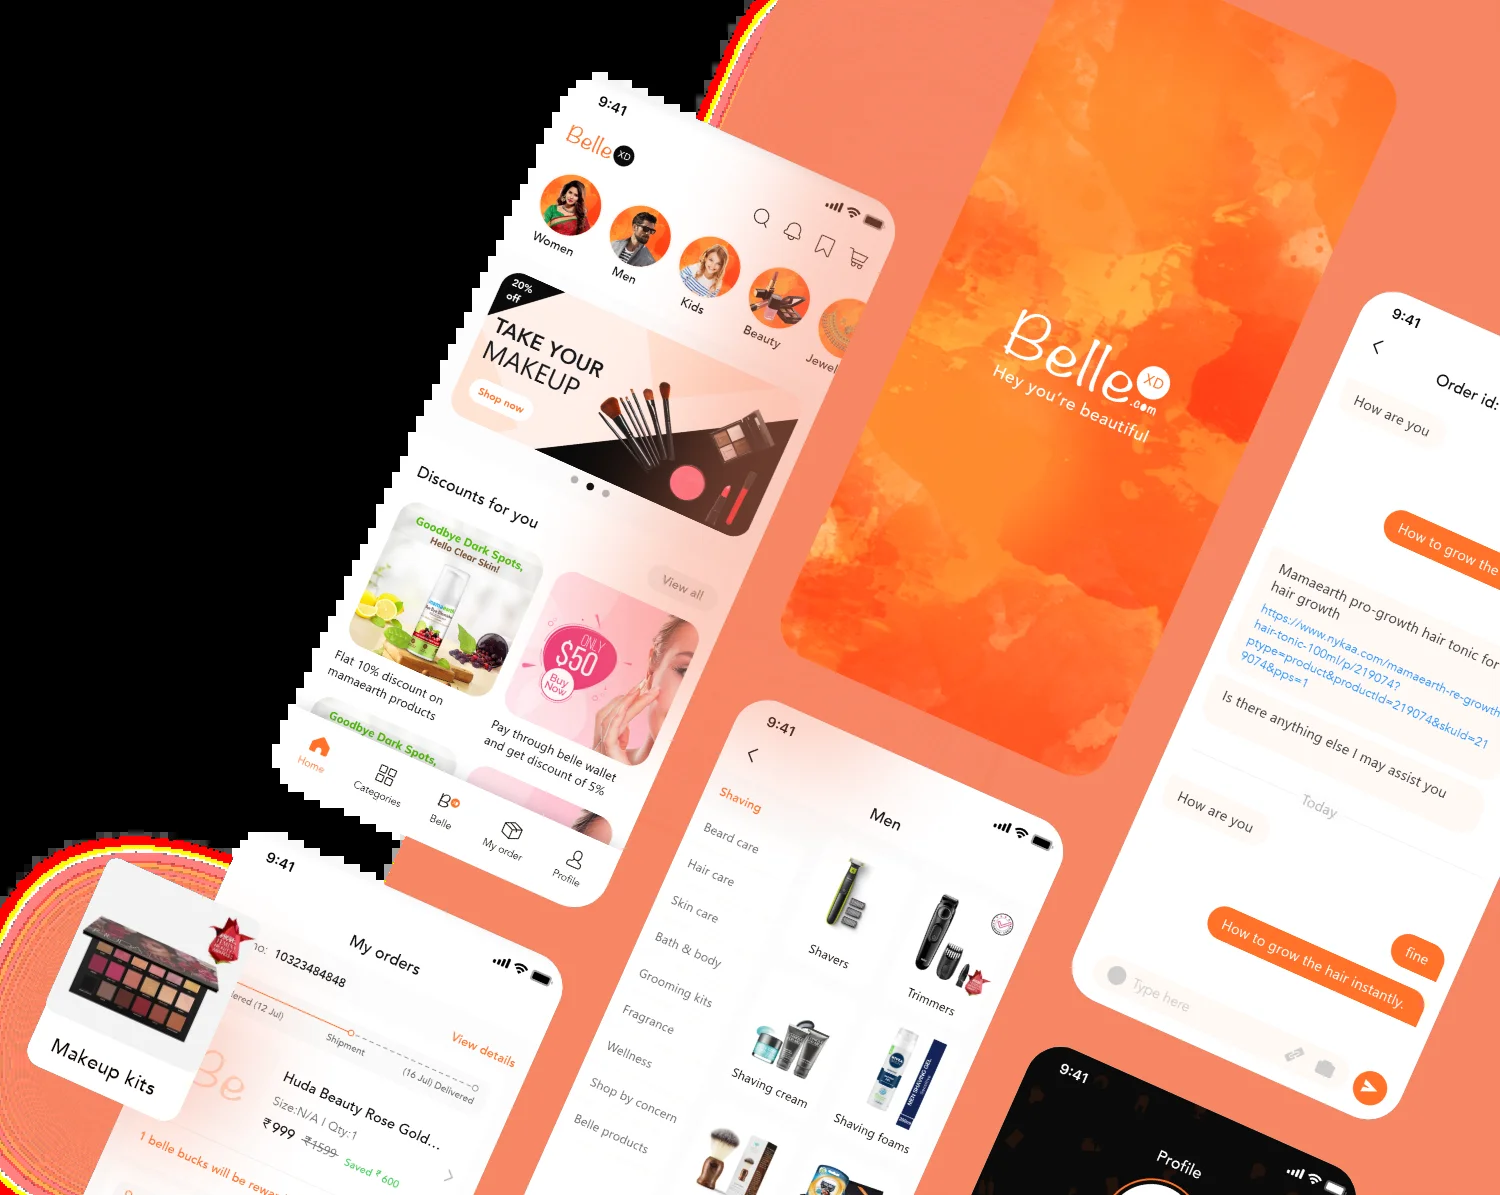 9:41
Belle XD
Women
Men
Kids
Beauty
20%
off
TAKE YOUR
MAKEUP
Shop now
Discounts for you
View all
Goodbye Dark Spots,
Hello Clear Skin!
Flat 10% discount on
mamaearth products
ONLY
$50
Buy
Now
Pay through belle wallet
and get discount of 5%
Goodbye Dark Spots,
Home
Categories
Belle
My order
Profile
Belle XD
.com
Hey you're beautiful
9:41
Order id:
How are you
How to grow the
Mamaearth pro-growth hair tonic for
hair growth
https://www.nykaa.com/mamaearth-re-growth
hair-tonic-100ml/p/219074?
ptype=product&productId=219074&skuId=21
9074&pps=1
Is there anything else I may assist you
Today
How are you
fine
How to grow the hair instantly.
Type here
9:41
Men
Shaving
Beard care
Hair care
Skin care
Bath & body
Grooming kits
Fragrance
Wellness
Shop by concern
Belle products
Shavers
Trimmers
Shaving cream
NIVEA
MEN SHAVING GEL
Shaving foams
9:41
My orders
no: 10323484848
(12 Jul)
Shipment
(16 Jul) Delivered
View details
Be
Huda Beauty Rose Gold...
Size:N/A | Qty:1
₹999 ₹1599 Saved ₹600
1 belle bucks will be
Makeup kits
9:41
Profile